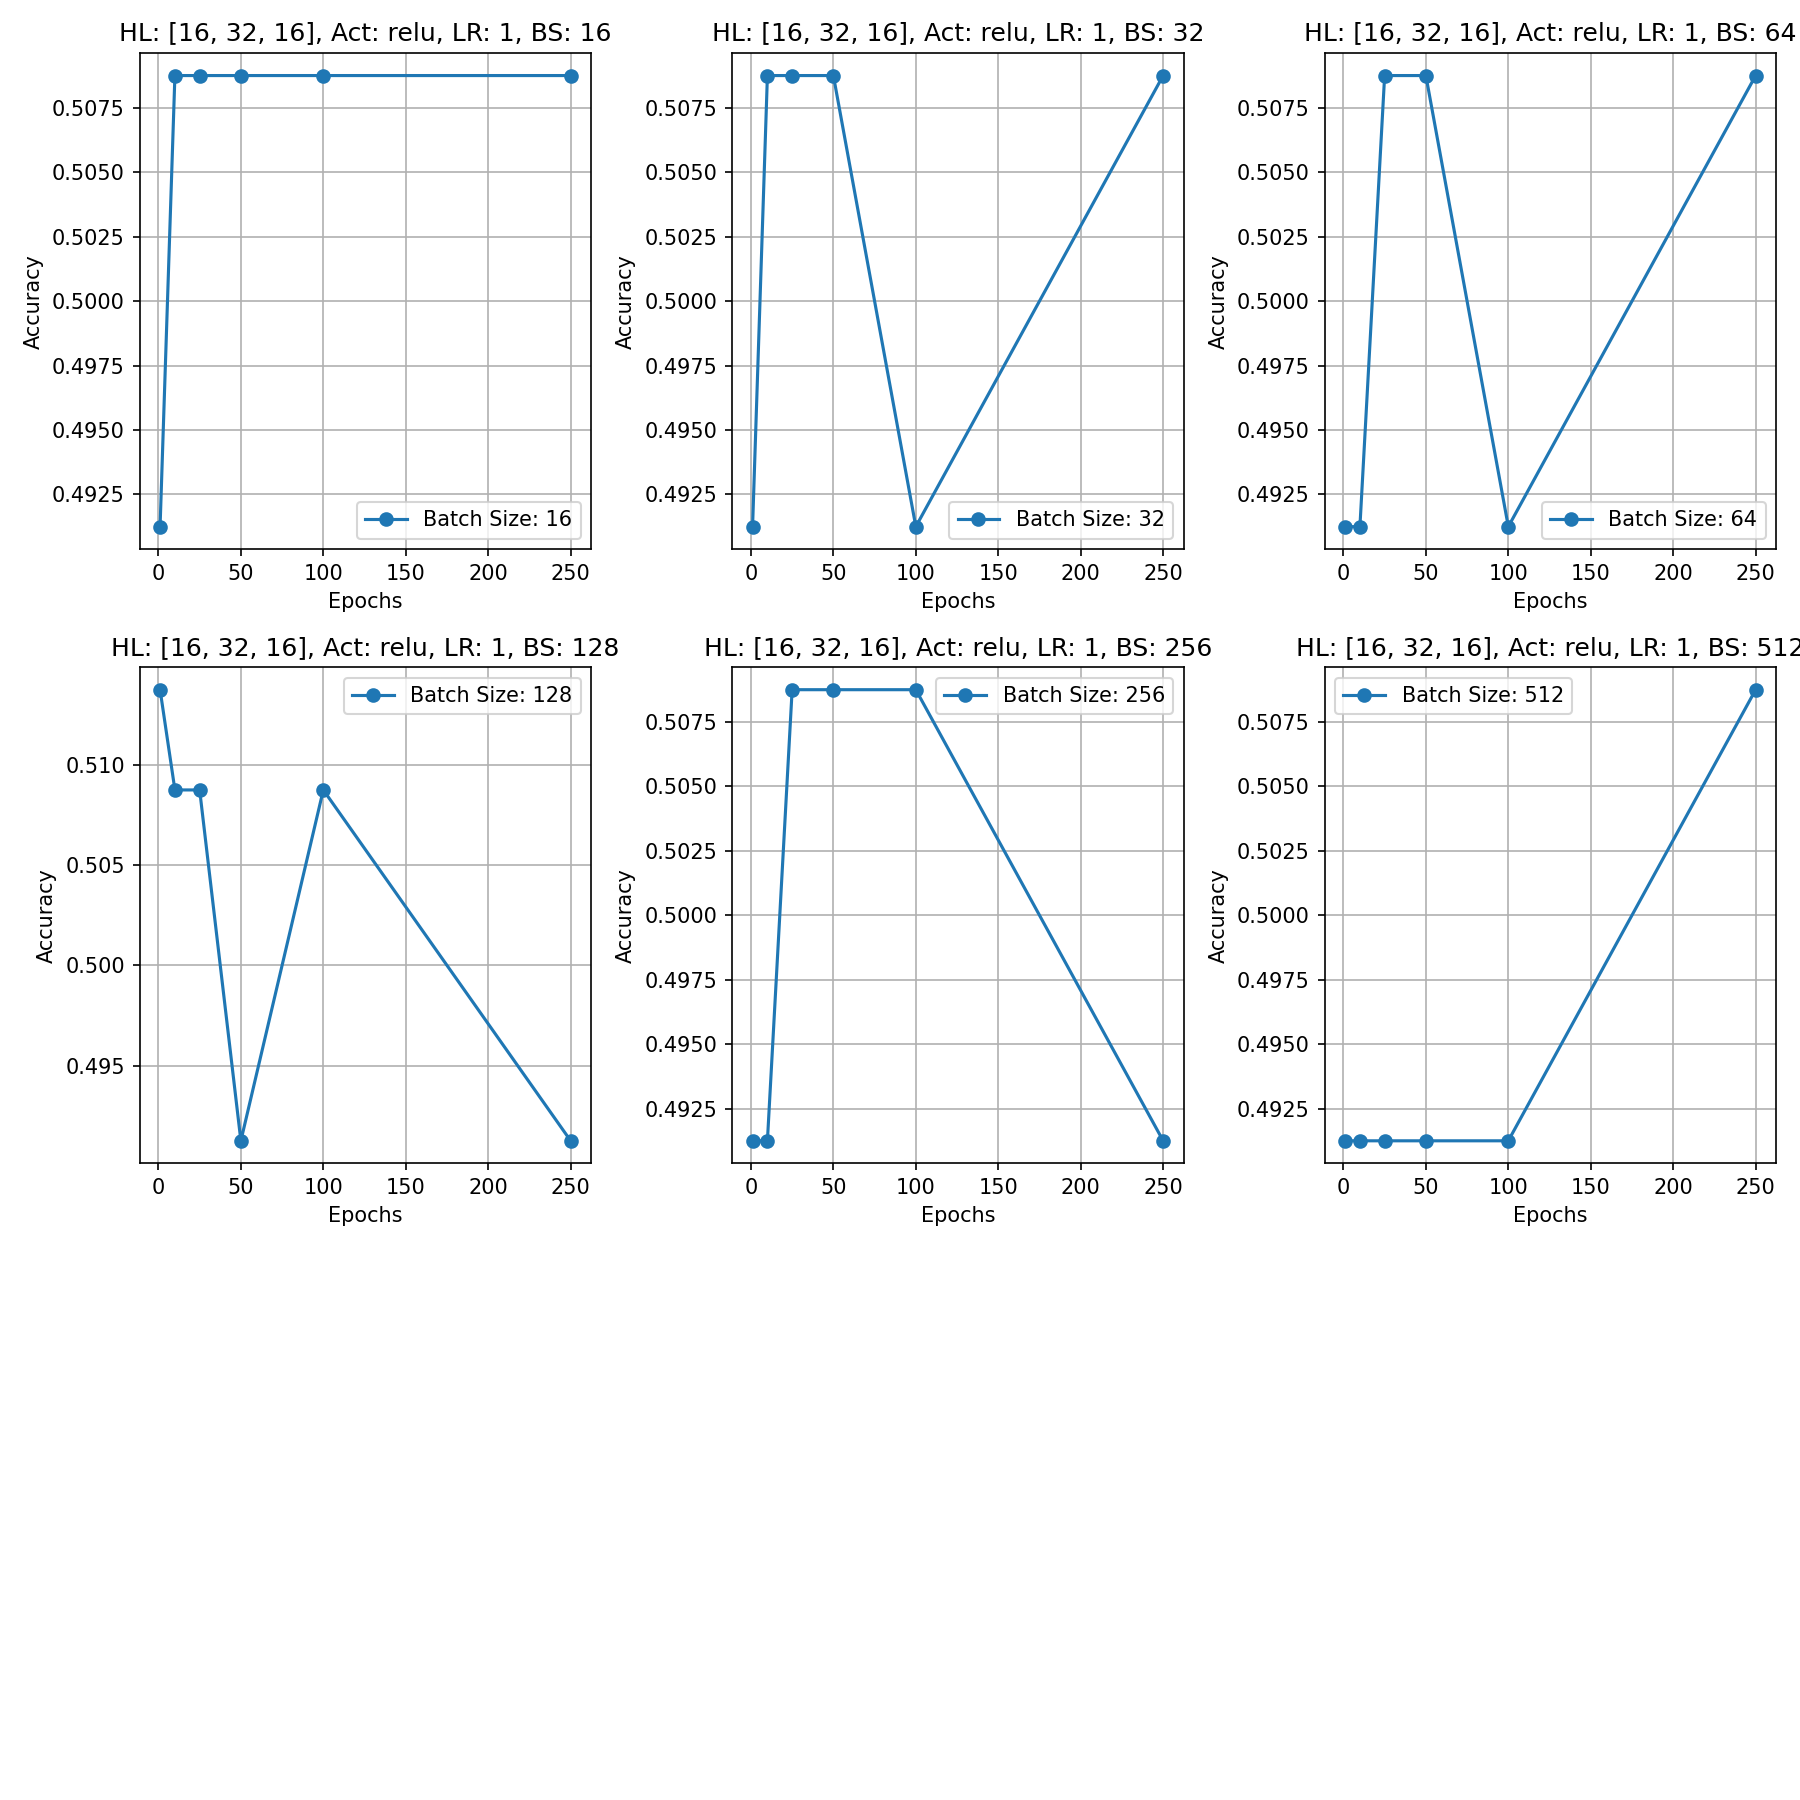 HL: [16, 32, 16], Act: relu, LR: 1, BS: 16
0.5075
0.5050
0.5025
0.5000
0.4975
0.4950
0.4925
Accuracy
Batch Size: 16
0 50 100 150 200 250
Epochs
HL: [16, 32, 16], Act: relu, LR: 1, BS: 32
0.5075
0.5050
0.5025
0.5000
0.4975
0.4950
0.4925
Accuracy
Batch Size: 32
0 50 100 150 200 250
Epochs
HL: [16, 32, 16], Act: relu, LR: 1, BS: 64
0.5075
0.5050
0.5025
0.5000
0.4975
0.4950
0.4925
Accuracy
Batch Size: 64
0 50 100 150 200 250
Epochs
HL: [16, 32, 16], Act: relu, LR: 1, BS: 128
Batch Size: 128
0.510
0.505
0.500
0.495
Accuracy
0 50 100 150 200 250
Epochs
HL: [16, 32, 16], Act: relu, LR: 1, BS: 256
Batch Size: 256
0.5075
0.5050
0.5025
0.5000
0.4975
0.4950
0.4925
Accuracy
0 50 100 150 200 250
Epochs
HL: [16, 32, 16], Act: relu, LR: 1, BS: 512
Batch Size: 512
0.5075
0.5050
0.5025
0.5000
0.4975
0.4950
0.4925
Accuracy
0 50 100 150 200 250
Epochs